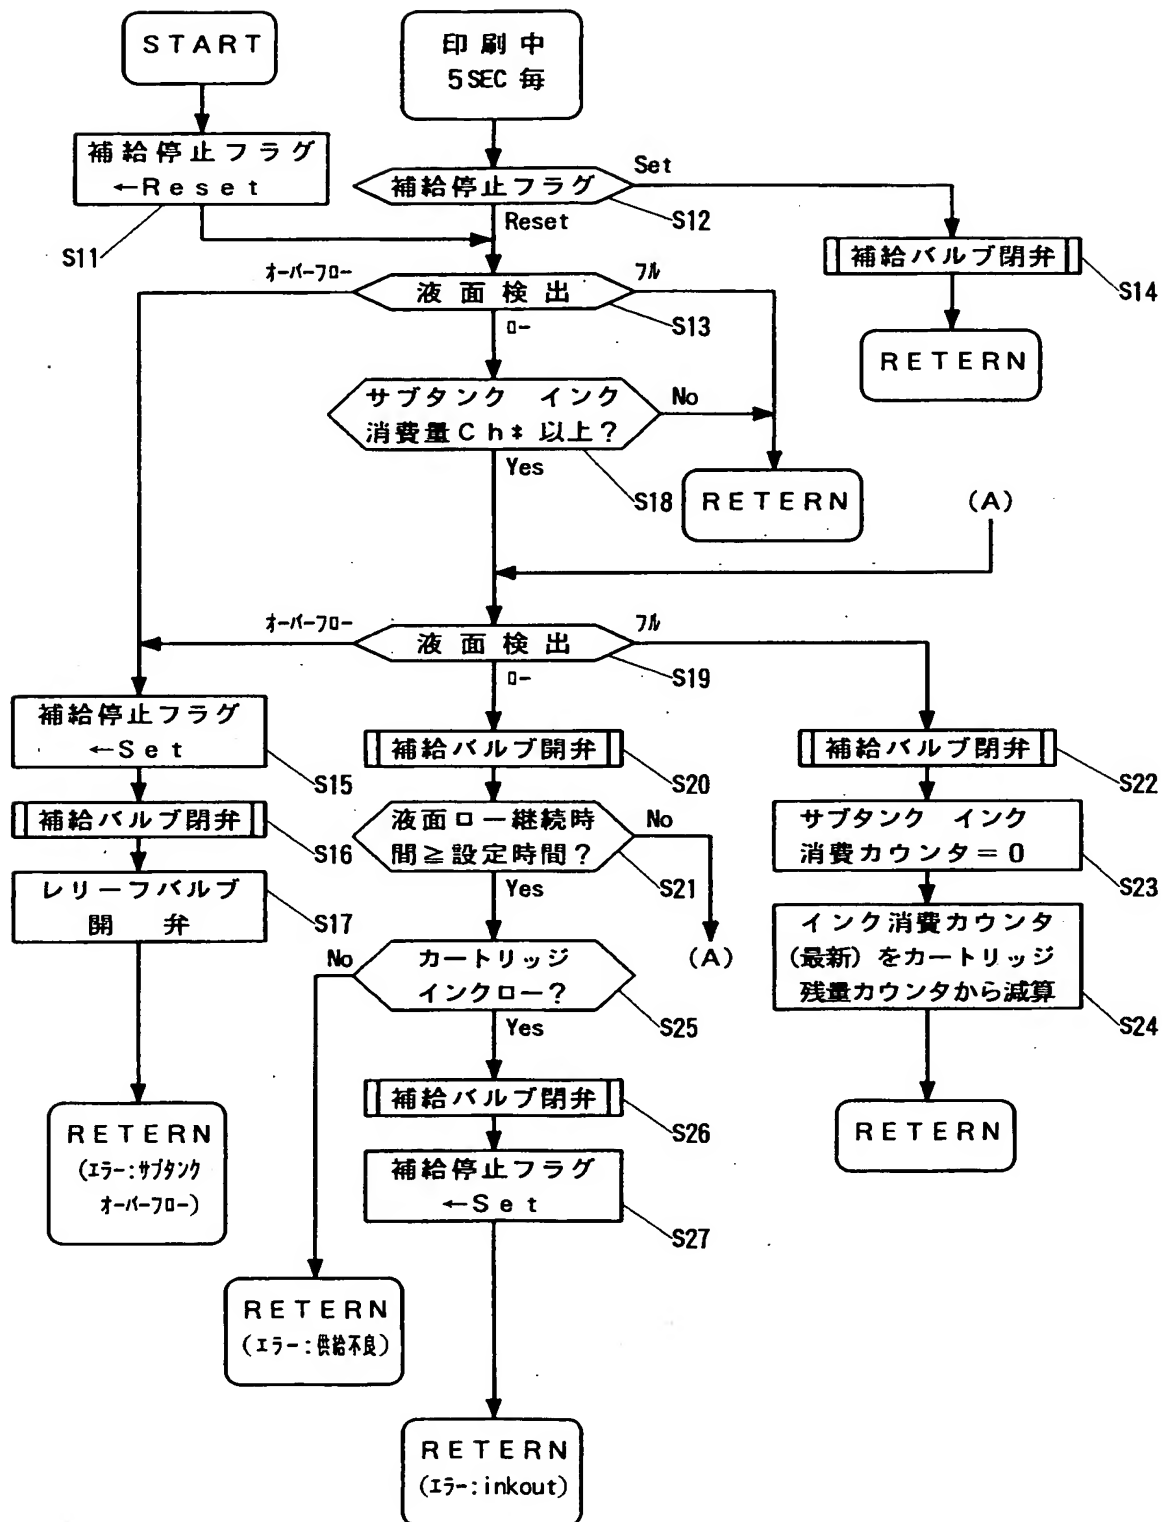 START
印刷中
5SEC 毎
補給停止フラグ
←Reset
S11
補給停止フラグ
Set
S12
Reset
補給バルブ閉弁
S14
RETERN
オーバーフロー
液面検出
フル
S13
ロー
サブタンク インク
消費量Ch* 以上?
No
S18
Yes
RETERN
(A)
オーバーフロー
液面検出
フル
S19
ロー
補給停止フラグ
←Set
S15
補給バルブ開弁
S20
補給バルブ閉弁
S22
補給バルブ閉弁
S16
液面ロー継続時
間≧設定時間?
No
S21
Yes
(A)
サブタンク インク
消費カウンタ=0
S23
レリーフバルブ
開弁
S17
カートリッジ
インクロー?
No
S25
Yes
インク消費カウンタ
(最新)をカートリッジ
残量カウンタから減算
S24
補給バルブ閉弁
S26
RETERN
RETERN
(エラー:サブタンク
オーバーフロー)
補給停止フラグ
←Set
S27
RETERN
(エラー:供給不良)
RETERN
(エラー:inkout)